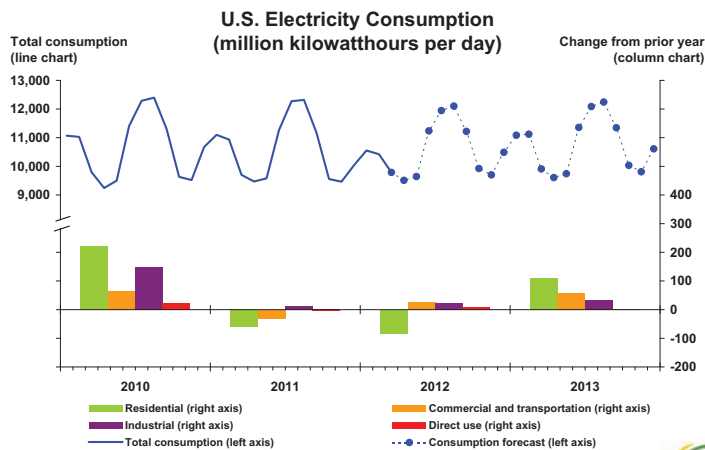 U.S. Electricity Consumption
(million kilowatthours per day)
Total consumption
(line chart)
Change from prior year
(column chart)
13,000
12,000
11,000
10,000
9,000
400
300
200
100
0
-100
-200
2010
2011
2012
2013
Residential (right axis)
Commercial and transportation (right axis)
Industrial (right axis)
Direct use (right axis)
Total consumption (left axis)
Consumption forecast (left axis)